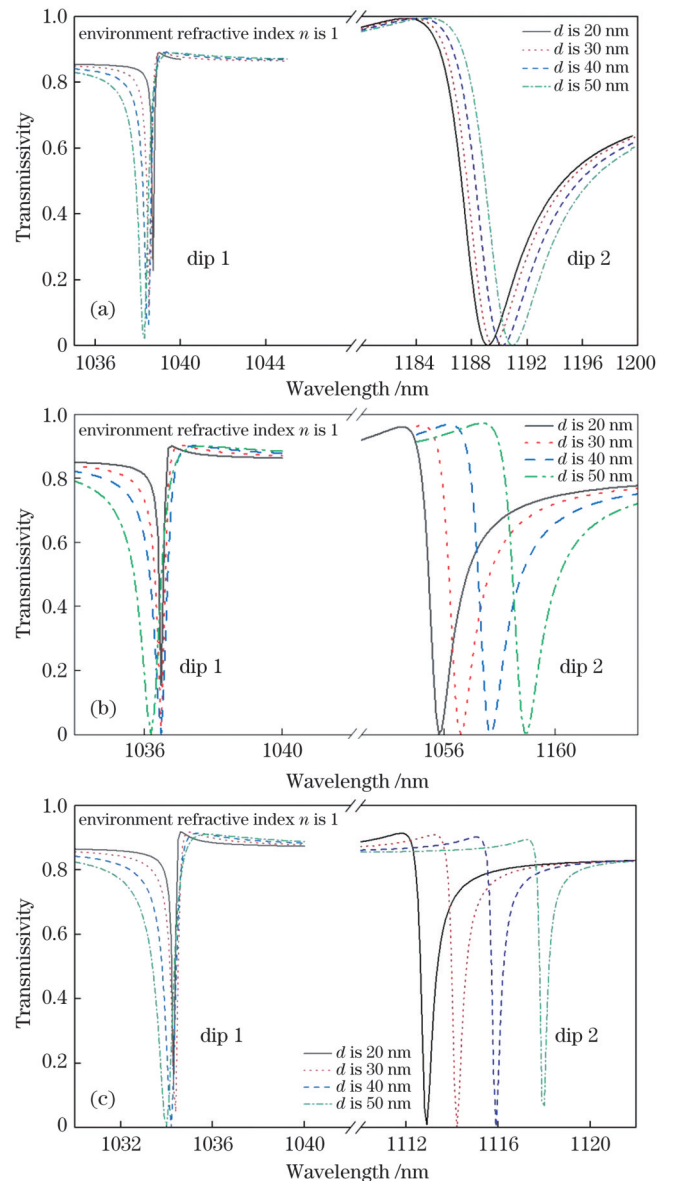 1.0
environment refractive index n is 1
d is 20 nm
d is 30 nm
d is 40 nm
d is 50 nm
0.8
0.6
0.4
0.2
0
Transmissivity
dip 1
dip 2
(a)
1036
1040
1044
1184
1188
1192
1196
1200
Wavelength /nm
1.0
environment refractive index n is 1
d is 20 nm
d is 30 nm
d is 40 nm
d is 50 nm
0.8
0.6
0.4
0.2
0
Transmissivity
dip 1
dip 2
(b)
1036
1040
1056
1160
Wavelength /nm
1.0
environment refractive index n is 1
0.2
0.4
0.6
0.8
0
Transmissivity
dip 1
dip 2
d is 20 nm
d is 30 nm
d is 40 nm
d is 50 nm
(c)
1032
1036
1040
1112
1116
1120
Wavelength /nm